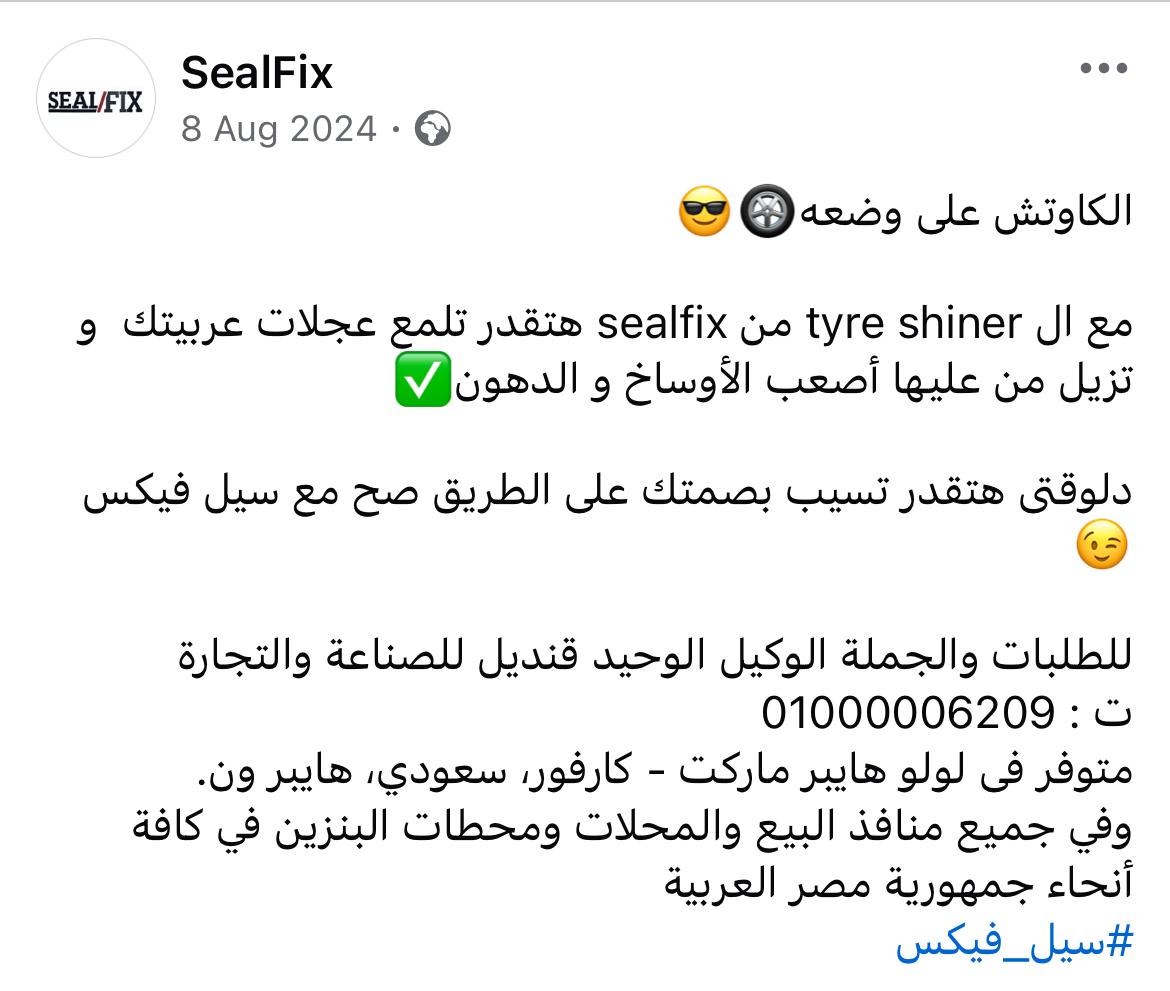 SEAL/FIX
SealFix
8 Aug 2024 ·
الكاوتش على وضعه🛞😎
مع ال tyre shiner من sealfix هتقدر تلمع عجلات عربيتك و
تزيل من عليها أصعب الأوساخ و الدهون✅
دلوقتى هتقدر تسيب بصمتك على الطريق صح مع سيل فيكس
😉
للطلبات والجملة الوكيل الوحيد قنديل للصناعة والتجارة
ت : 01000006209
متوفر فى لولو هايبر ماركت - كارفور، سعودي، هايبر ون.
وفي جميع منافذ البيع والمحلات ومحطات البنزين في كافة
أنحاء جمهورية مصر العربية
#سيل_فيكس